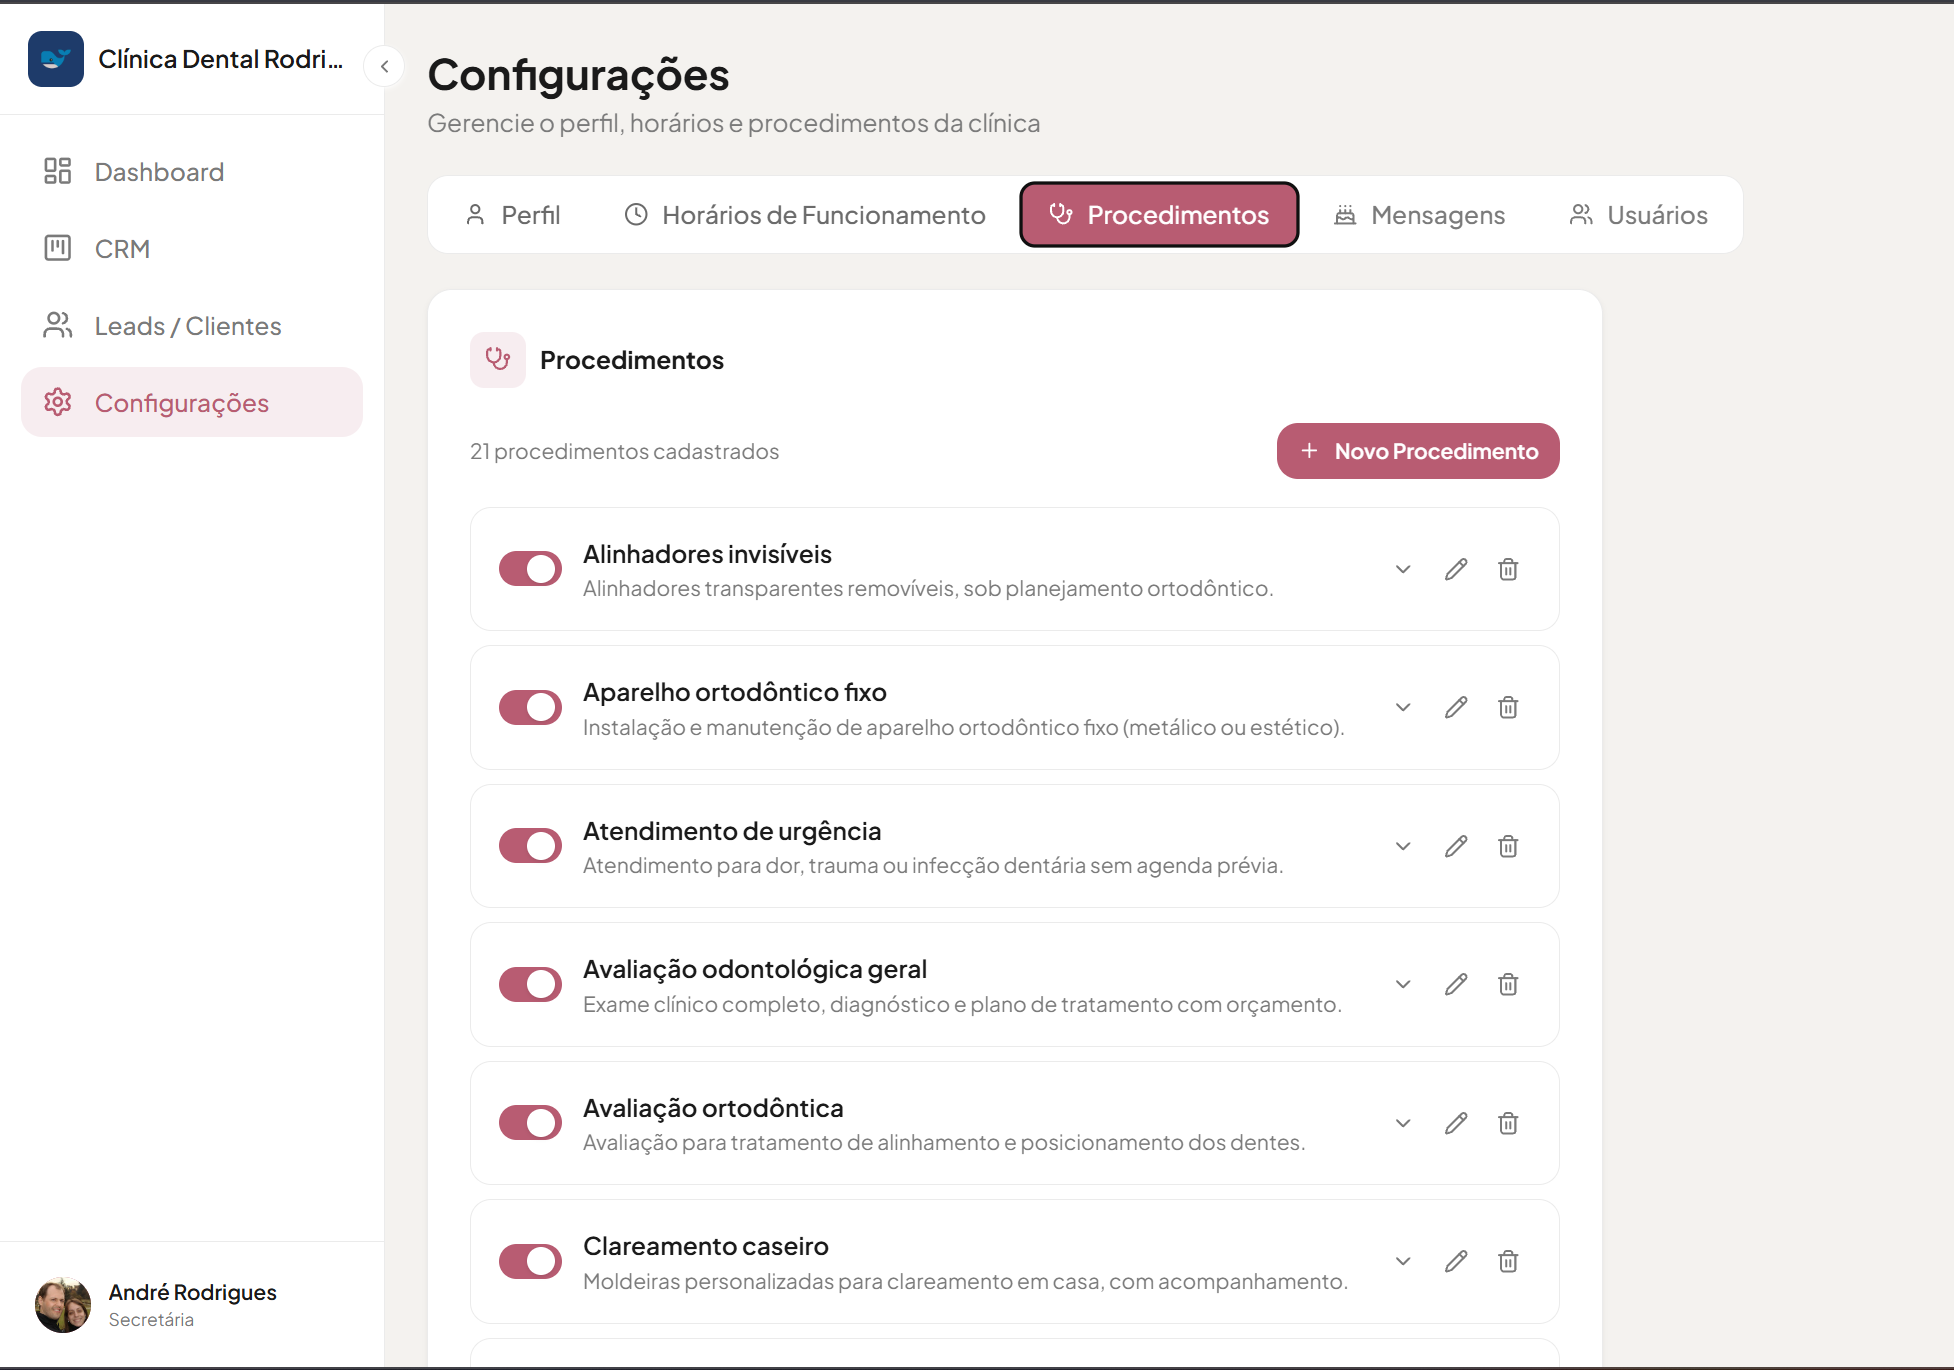 Clínica Dental Rodri...
Dashboard
CRM
Leads / Clientes
Configurações
André Rodrigues
Secretária
Configurações
Gerencie o perfil, horários e procedimentos da clínica
Perfil
Horários de Funcionamento
Procedimentos
Mensagens
Usuários
Procedimentos
21 procedimentos cadastrados
+ Novo Procedimento
Alinhadores invisíveis
Alinhadores transparentes removíveis, sob planejamento ortodôntico.
Aparelho ortodôntico fixo
Instalação e manutenção de aparelho ortodôntico fixo (metálico ou estético).
Atendimento de urgência
Atendimento para dor, trauma ou infecção dentária sem agenda prévia.
Avaliação odontológica geral
Exame clínico completo, diagnóstico e plano de tratamento com orçamento.
Avaliação ortodôntica
Avaliação para tratamento de alinhamento e posicionamento dos dentes.
Clareamento caseiro
Moldeiras personalizadas para clareamento em casa, com acompanhamento.